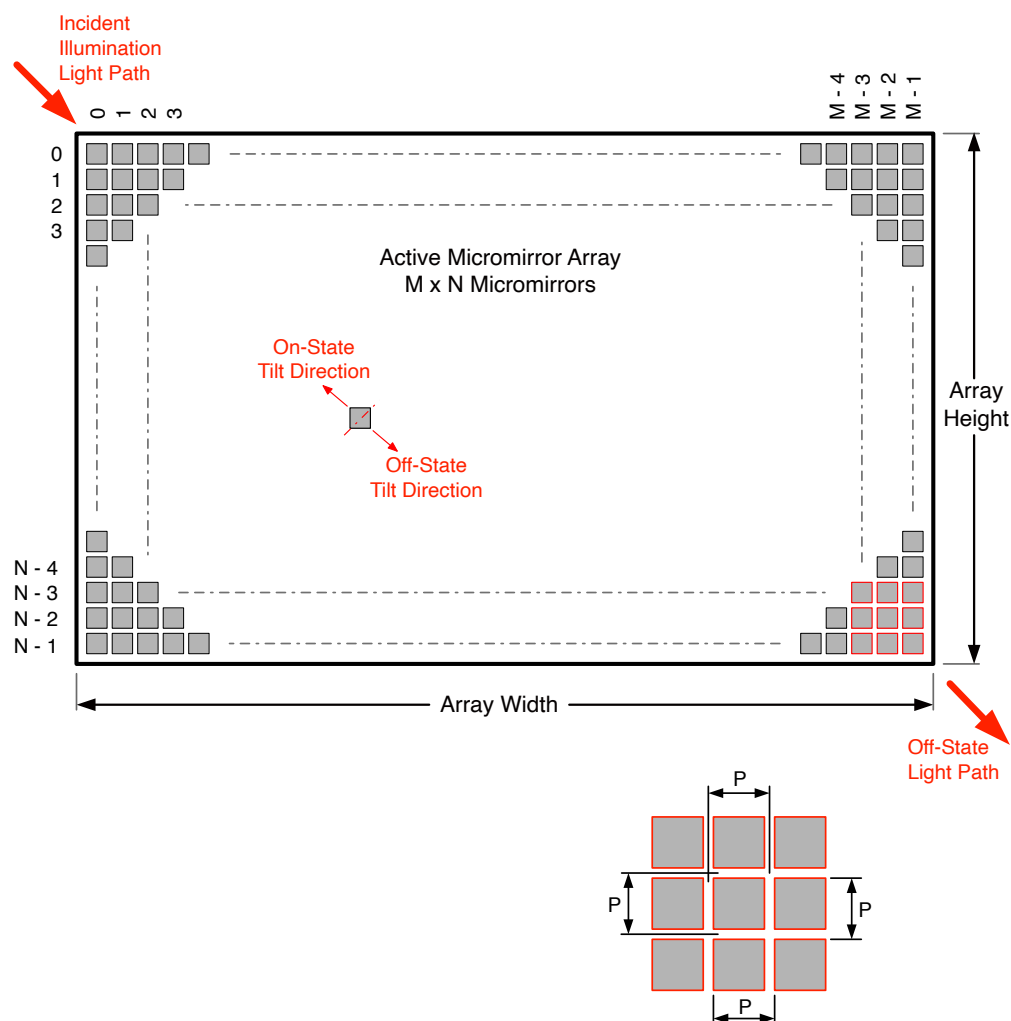 Incident
Illumination
Light Path
0 1 2 3
M - 4 M - 3 M - 2 M - 1
0
1
2
3
Active Micromirror Array
M x N Micromirrors
On-State
Tilt Direction
Off-State
Tilt Direction
Array
Height
N - 4
N - 3
N - 2
N - 1
Array Width
Off-State
Light Path
P
P
P
P